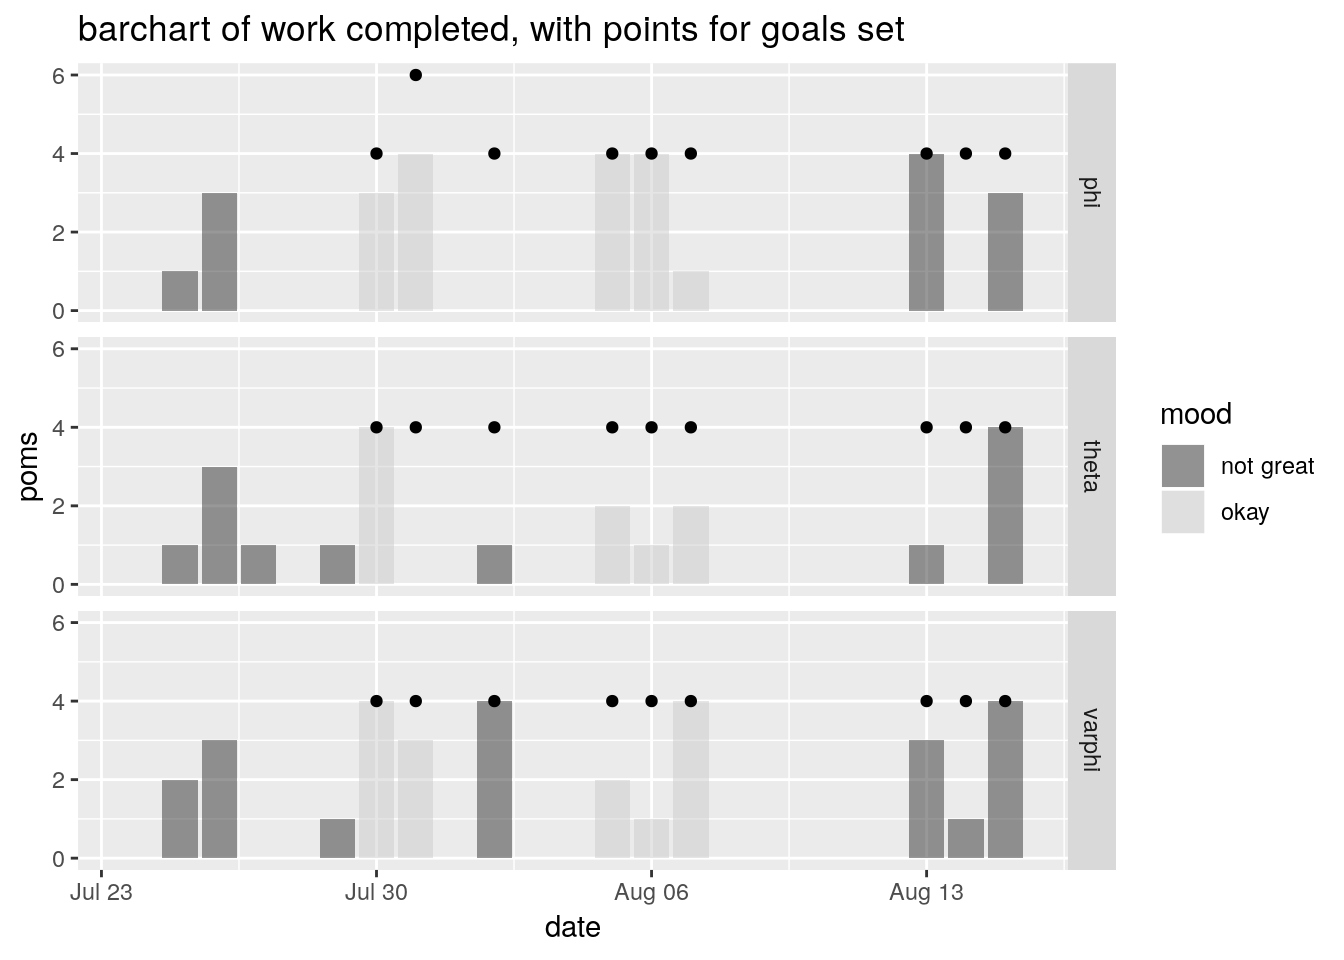 barchart of work completed, with points for goals set
6
4
2
0
phi
6
4
2
0
theta
6
4
2
0
varphi
poms
Jul 23
Jul 30
Aug 06
Aug 13
date
mood
not great
okay